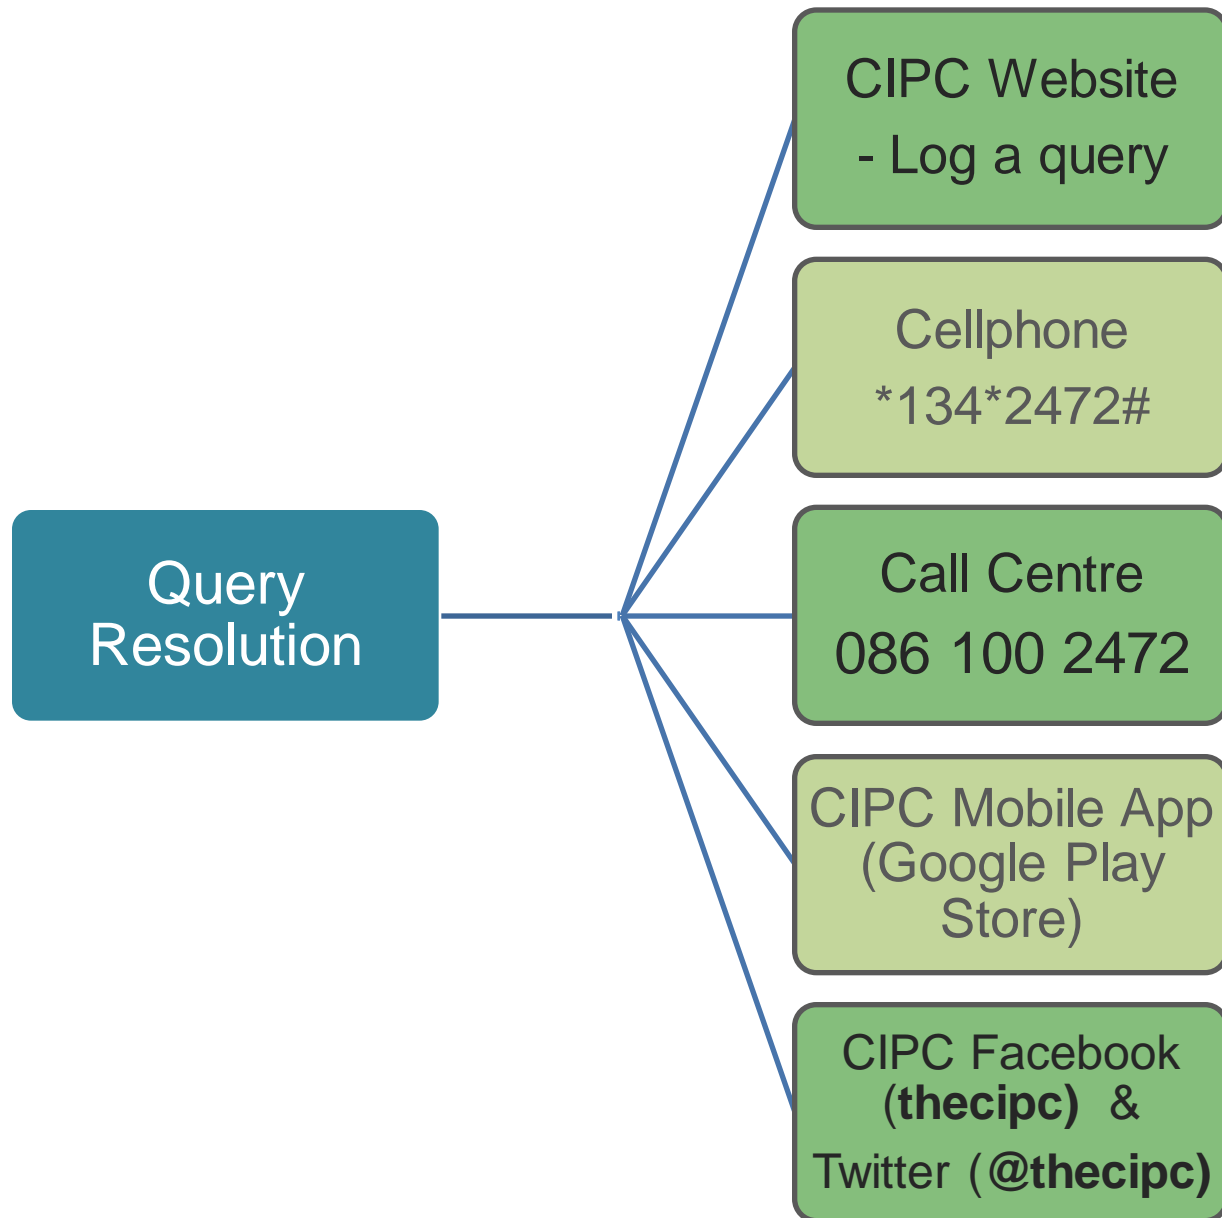 CIPC Website
- Log a query
Cellphone
*134*2472#
Query
Resolution
Call Centre
086 100 2472
CIPC Mobile App
(Google Play
Store)
CIPC Facebook
(thecipc) &
Twitter (@thecipc)